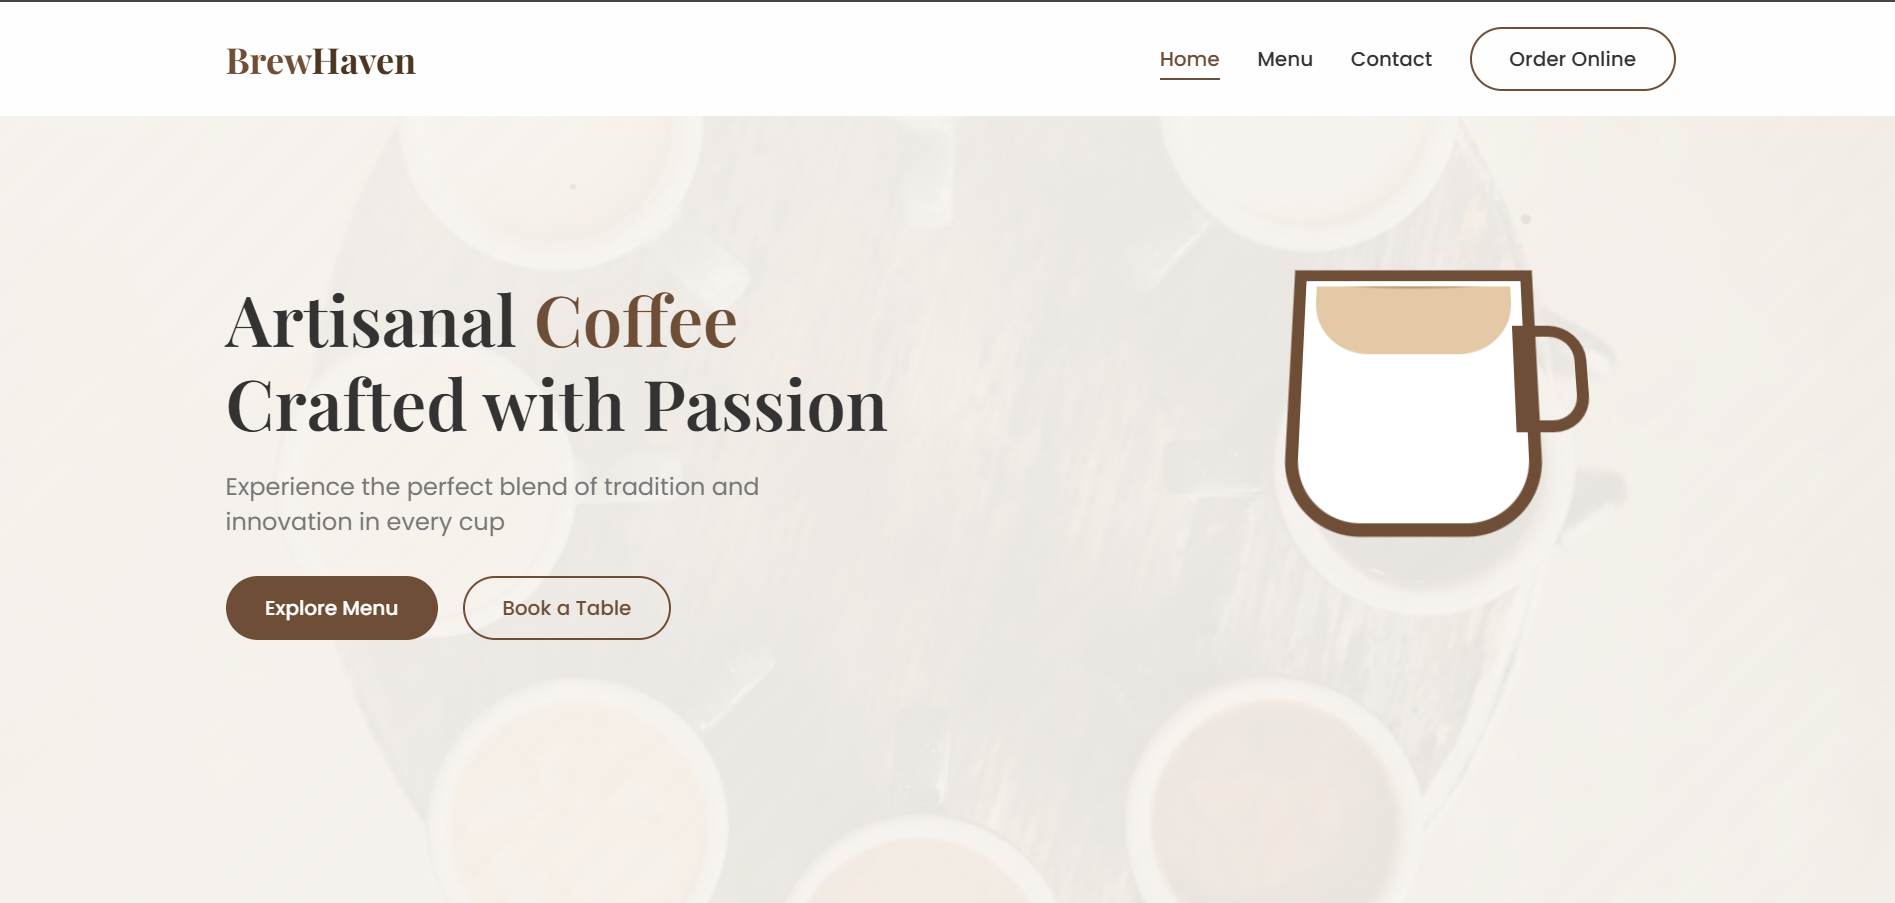 BrewHaven
Home Menu Contact Order Online
Artisanal Coffee
Crafted with Passion
Experience the perfect blend of tradition and
innovation in every cup
Explore Menu Book a Table